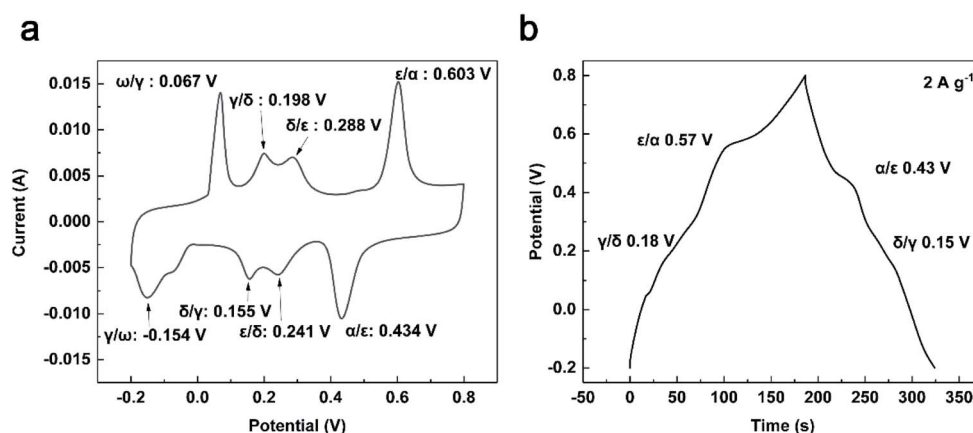 a
ω/γ : 0.067 V
ε/α : 0.603 V
γ/δ : 0.198 V
δ/ε : 0.288 V
δ/γ: 0.155 V
ε/δ: 0.241 V
α/ε: 0.434 V
γ/ω: -0.154 V
0.015
0.010
0.005
0.000
-0.005
-0.010
-0.015
Current (A)
-0.2 0.0 0.2 0.4 0.6 0.8
Potential (V)
b
2 A g⁻¹
ε/α 0.57 V
α/ε 0.43 V
γ/δ 0.18 V
δ/γ 0.15 V
0.8
0.6
0.4
0.2
0.0
-0.2
Potential (V)
-50 0 50 100 150 200 250 300 350
Time (s)